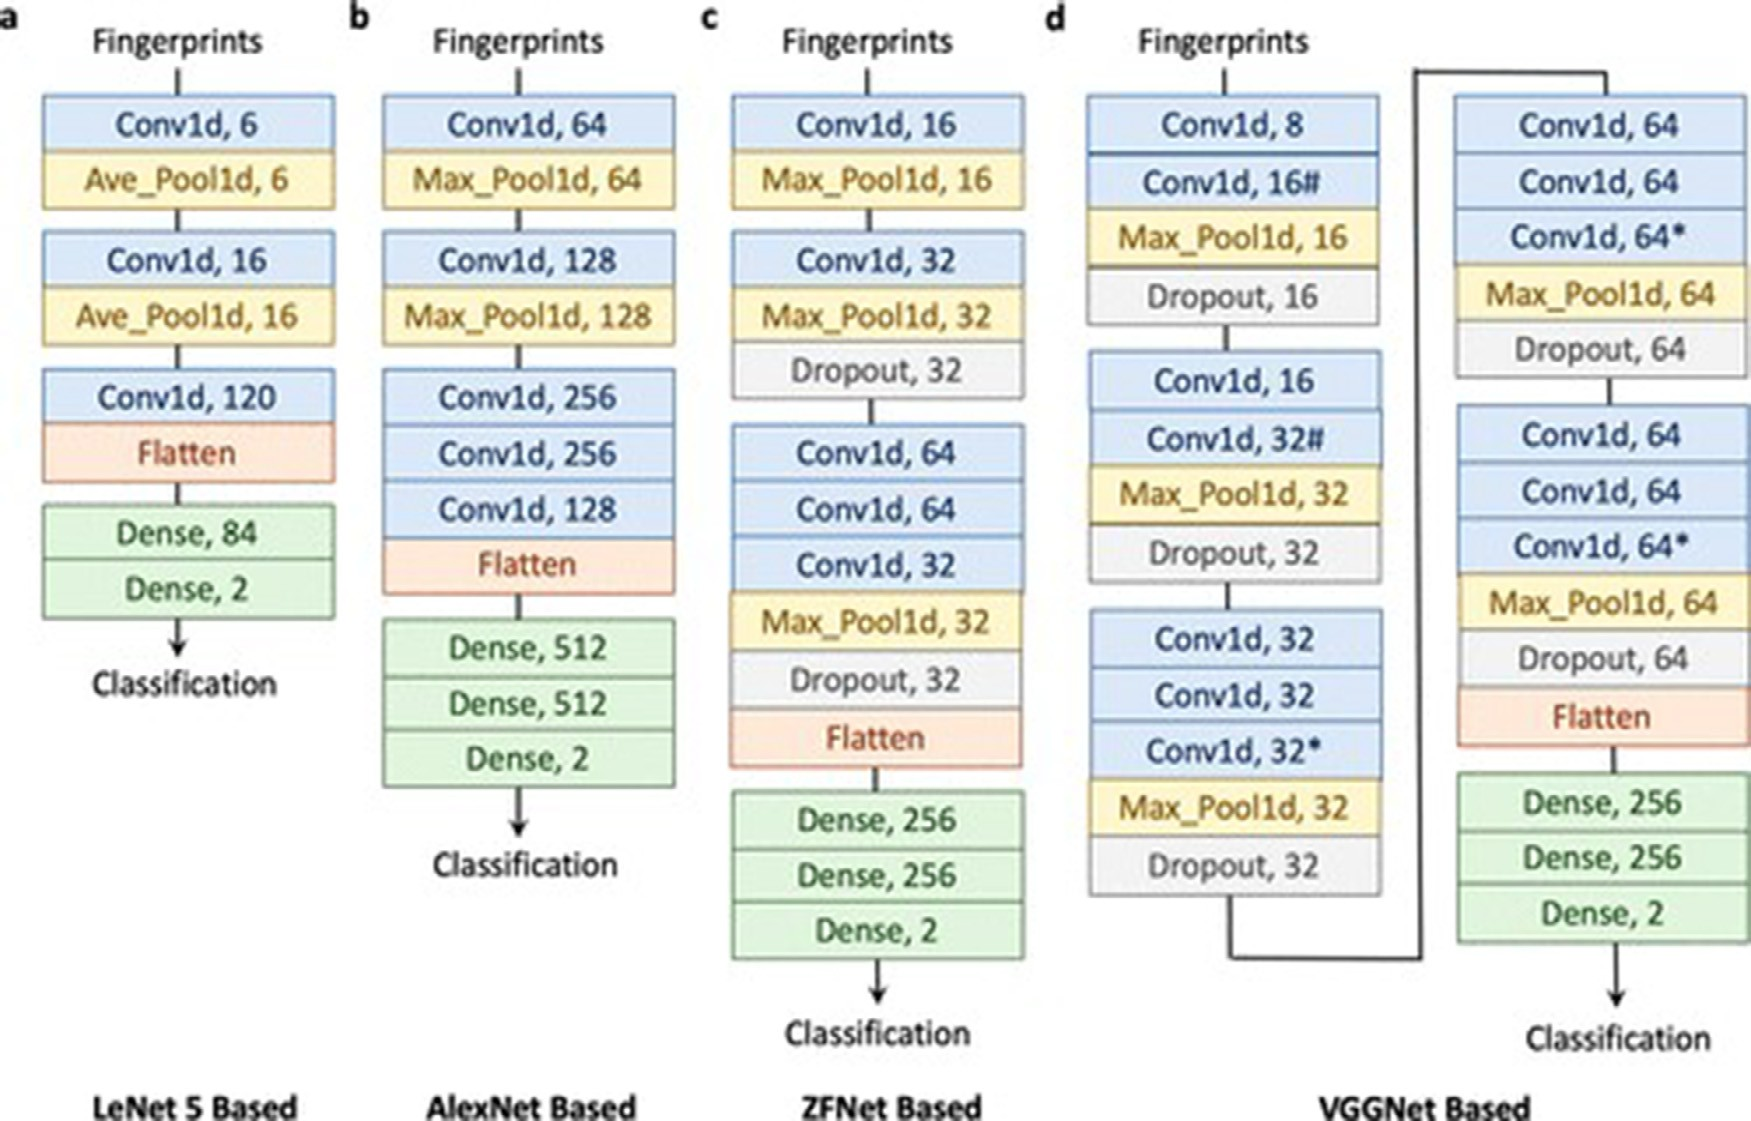 a
Fingerprints
Conv1d, 6
Ave_Pool1d, 6
Conv1d, 16
Ave_Pool1d, 16
Conv1d, 120
Flatten
Dense, 84
Dense, 2
Classification
LeNet 5 Based
b
Fingerprints
Conv1d, 64
Max_Pool1d, 64
Conv1d, 128
Max_Pool1d, 128
Conv1d, 256
Conv1d, 256
Conv1d, 128
Flatten
Dense, 512
Dense, 512
Dense, 2
Classification
AlexNet Based
c
Fingerprints
Conv1d, 16
Max_Pool1d, 16
Conv1d, 32
Max_Pool1d, 32
Dropout, 32
Conv1d, 64
Conv1d, 64
Conv1d, 32
Max_Pool1d, 32
Dropout, 32
Flatten
Dense, 256
Dense, 256
Dense, 2
Classification
ZFNet Based
d
Fingerprints
Conv1d, 8
Conv1d, 16#
Max_Pool1d, 16
Dropout, 16
Conv1d, 16
Conv1d, 32#
Max_Pool1d, 32
Dropout, 32
Conv1d, 32
Conv1d, 32
Conv1d, 32*
Max_Pool1d, 32
Dropout, 32
Conv1d, 64
Conv1d, 64
Conv1d, 64*
Max_Pool1d, 64
Dropout, 64
Conv1d, 64
Conv1d, 64
Conv1d, 64*
Max_Pool1d, 64
Dropout, 64
Flatten
Dense, 256
Dense, 256
Dense, 2
Classification
VGGNet Based